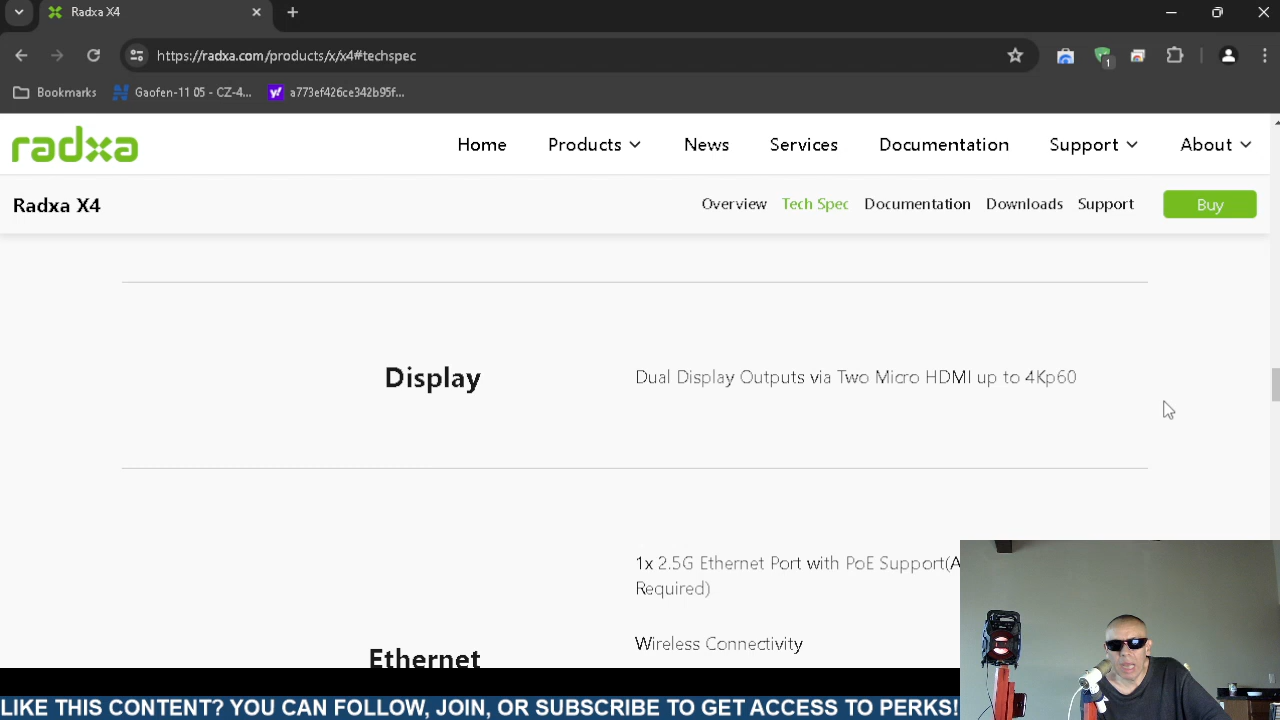 Radxa X4
https://radxa.com/products/x/x4#techspec
1
Bookmarks
Gaofen-11 05 - CZ-4...
a773ef426ce342b95f...
radxa
Home
Products
News
Services
Documentation
Support
About
Radxa X4
Overview
Tech Spec
Documentation
Downloads
Support
Buy
Display
Dual Display Outputs via Two Micro HDMI up to 4Kp60
Ethernet
1x 2.5G Ethernet Port with PoE Support(A
Required)
Wireless Connectivity
LIKE THIS CONTENT? YOU CAN FOLLOW, JOIN, OR SUBSCRIBE TO GET ACCESS TO PERKS!